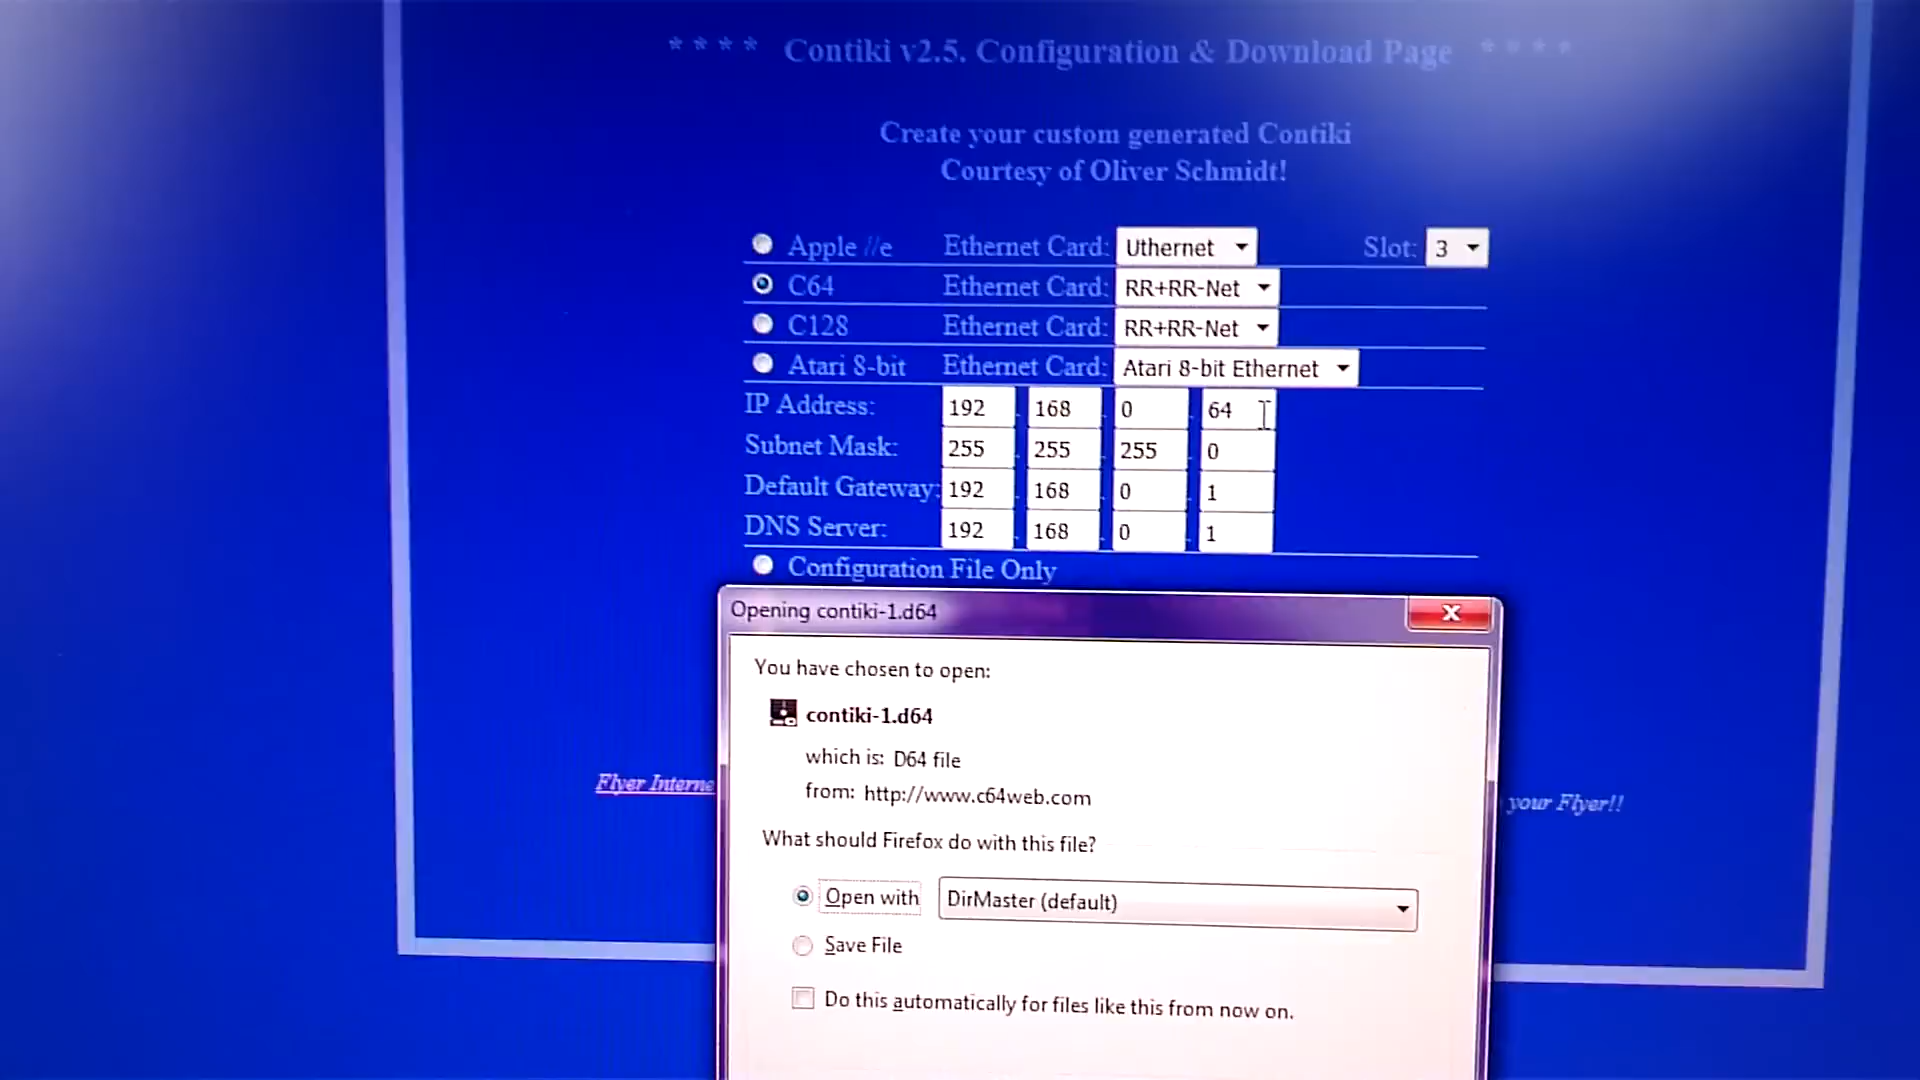 **** Contiki v2.5. Configuration & Download Page ****
Create your custom generated Contiki
Courtesy of Oliver Schmidt!
Apple //e Ethernet Card: Uthernet Slot: 3
C64 Ethernet Card: RR+RR-Net
C128 Ethernet Card: RR+RR-Net
Atari 8-bit Ethernet Card: Atari 8-bit Ethernet
IP Address: 192 . 168 . 0 . 64
Subnet Mask: 255 . 255 . 255 . 0
Default Gateway: 192 . 168 . 0 . 1
DNS Server: 192 . 168 . 0 . 1
Configuration File Only
Opening contiki-1.d64
You have chosen to open:
contiki-1.d64
which is: D64 file
from: http://www.c64web.com
Flyer Interne
your Flyer!!
What should Firefox do with this file?
Open with DirMaster (default)
Save File
Do this automatically for files like this from now on.